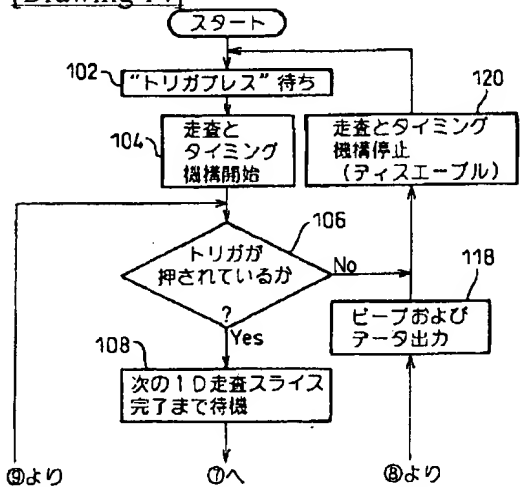 [Drawing 14]
スタート
102
"トリガプレス" 待ち
104
走査と
タイミング
機構開始
120
走査とタイミング
機構停止
(ディスエーブル)
106
トリガが
押されているか
?
No
Yes
118
ビープおよび
データ出力
108
次の1D走査スライス
完了まで待機
⑨より
⑦へ
⑧より